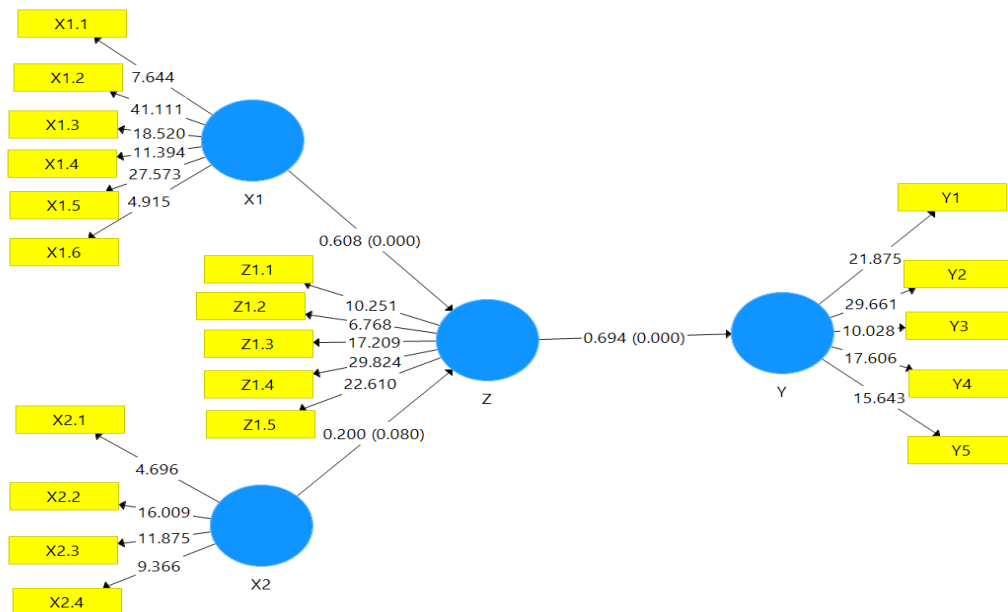 X1.1
7.644
X1.2
41.111
X1.3
18.520
X1.4
11.394
27.573
X1.5
4.915
X1.6
X1
0.608 (0.000)
Z1.1
10.251
Z1.2
6.768
Z1.3
17.209
Z1.4
29.824
22.610
Z1.5
Z
0.200 (0.080)
0.694 (0.000)
Y1
21.875
Y2
29.661
Y3
10.028
17.606
Y4
15.643
Y5
Y
X2.1
4.696
X2.2
16.009
X2.3
11.875
9.366
X2.4
X2